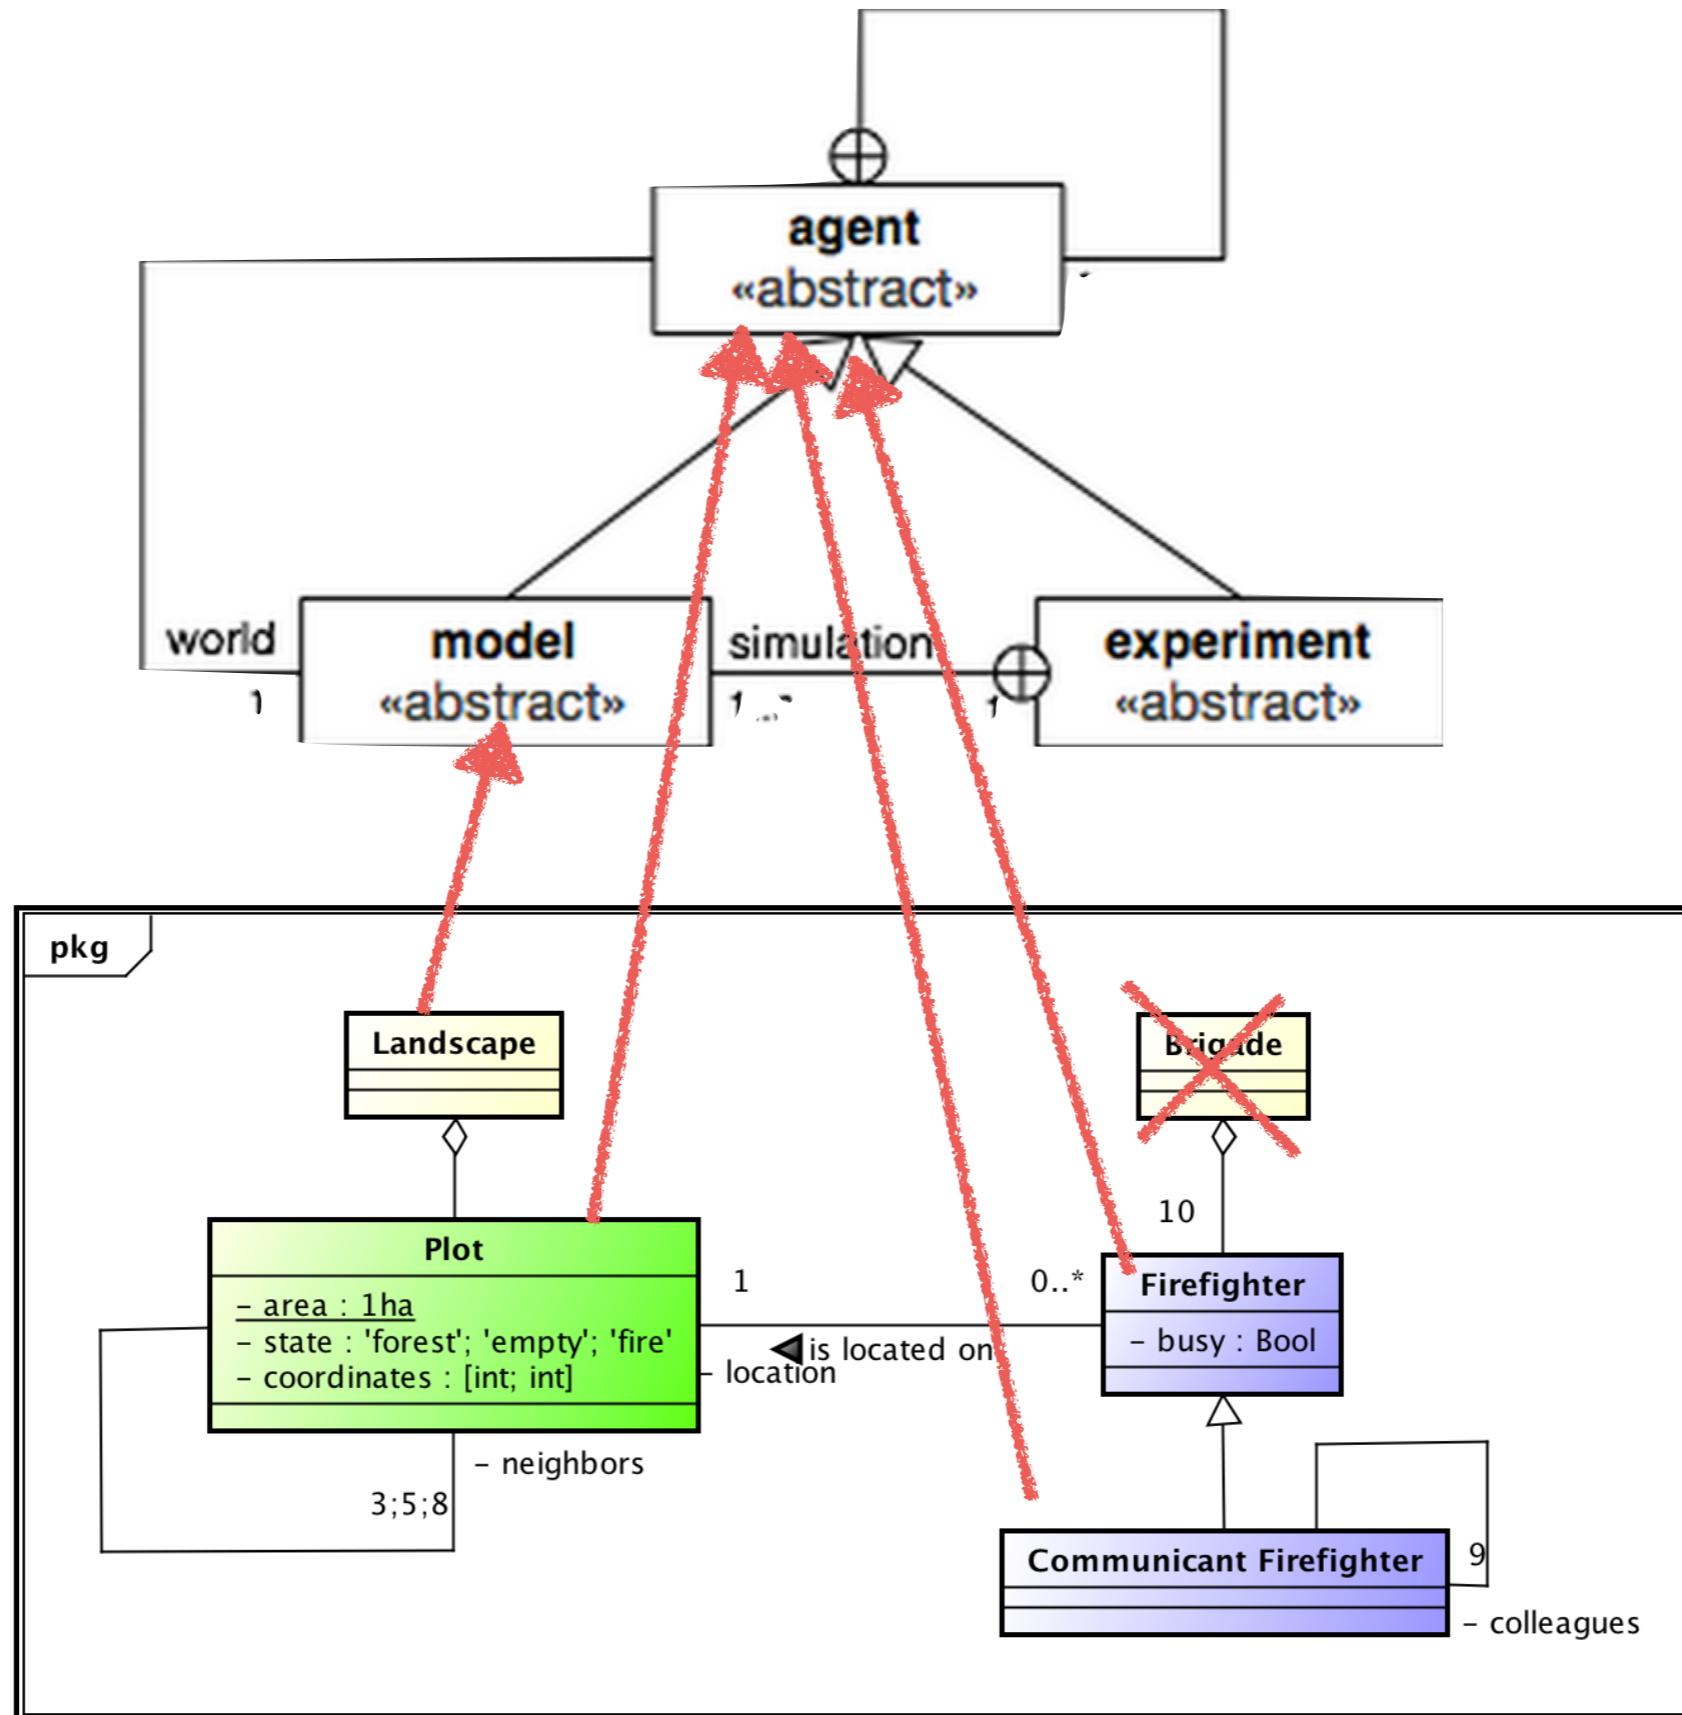 agent
«abstract»
world
1
model
«abstract»
simulation
1
experiment
«abstract»
pkg
Landscape
Brigade
10
Plot
- area : 1ha
- state : 'forest'; 'empty'; 'fire'
- coordinates : [int; int]
1
0..*
is located on
- location
Firefighter
- busy : Bool
- neighbors
3;5;8
Communicant Firefighter
9
- colleagues